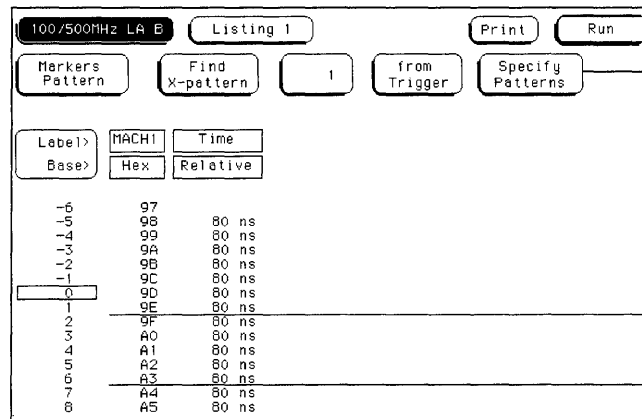 100/500MHz LA B Listing 1 Print Run
Markers Pattern Find X-pattern 1 from Trigger Specify Patterns
Label> MACH1 Time
Base> Hex Relative
-6 97
-5 98 80 ns
-4 99 80 ns
-3 9A 80 ns
-2 9B 80 ns
-1 9C 80 ns
0 9D 80 ns
1 9E 80 ns
2 9F 80 ns
3 A0 80 ns
4 A1 80 ns
5 A2 80 ns
6 A3 80 ns
7 A4 80 ns
8 A5 80 ns